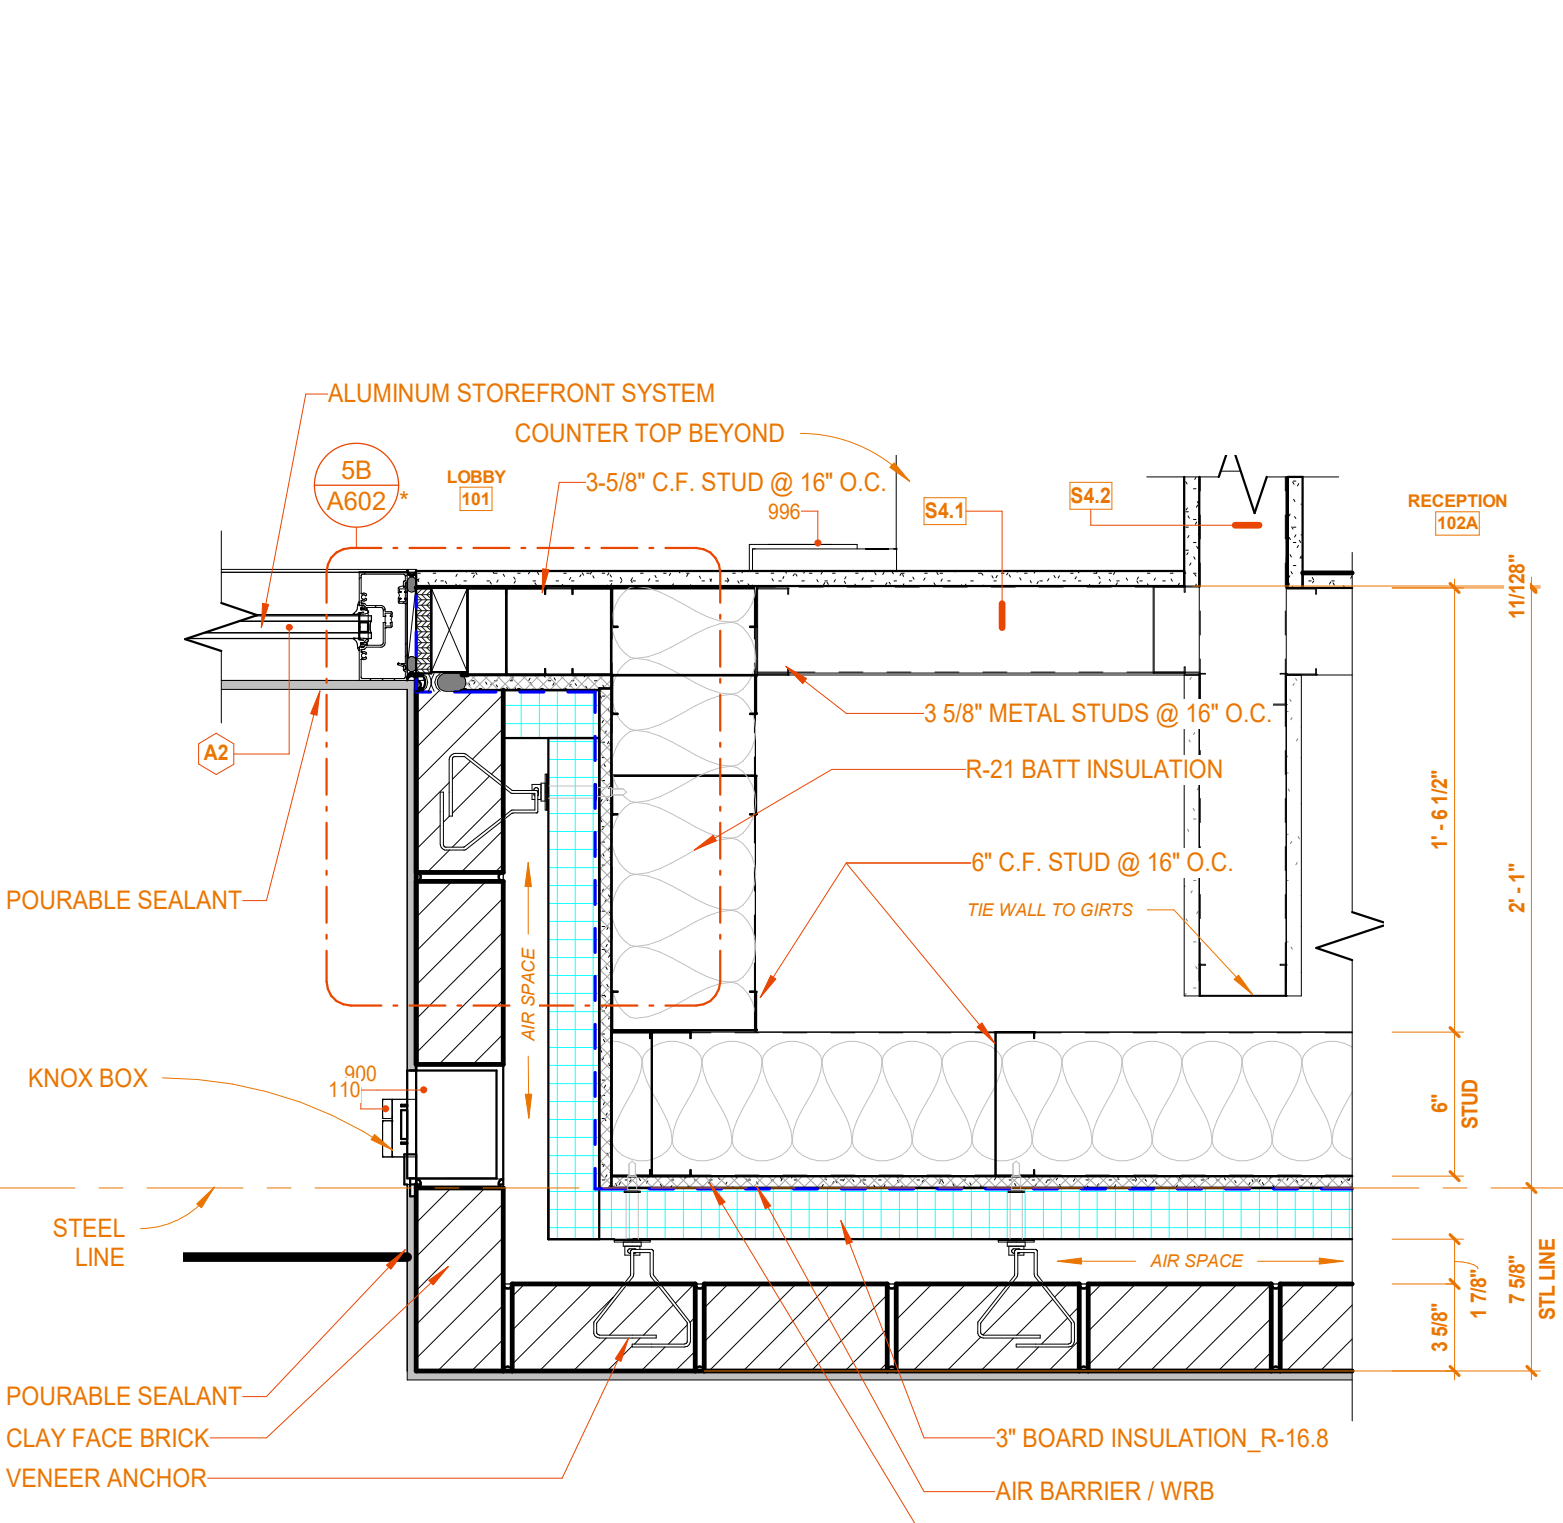 ALUMINUM STOREFRONT SYSTEM
COUNTER TOP BEYOND
5B
A602 *
LOBBY
101
3-5/8" C.F. STUD @ 16" O.C.
996
S4.1
S4.2
RECEPTION
102A
11/128"
A2
3 5/8" METAL STUDS @ 16" O.C.
R-21 BATT INSULATION
1' - 6 1/2"
2' - 1"
6" C.F. STUD @ 16" O.C.
TIE WALL TO GIRTS
POURABLE SEALANT
AIR SPACE
KNOX BOX
900
110
6"
STUD
STEEL
LINE
AIR SPACE
3 5/8"
1 7/8"
7 5/8"
STL LINE
POURABLE SEALANT
CLAY FACE BRICK
VENEER ANCHOR
3" BOARD INSULATION_R-16.8
AIR BARRIER / WRB